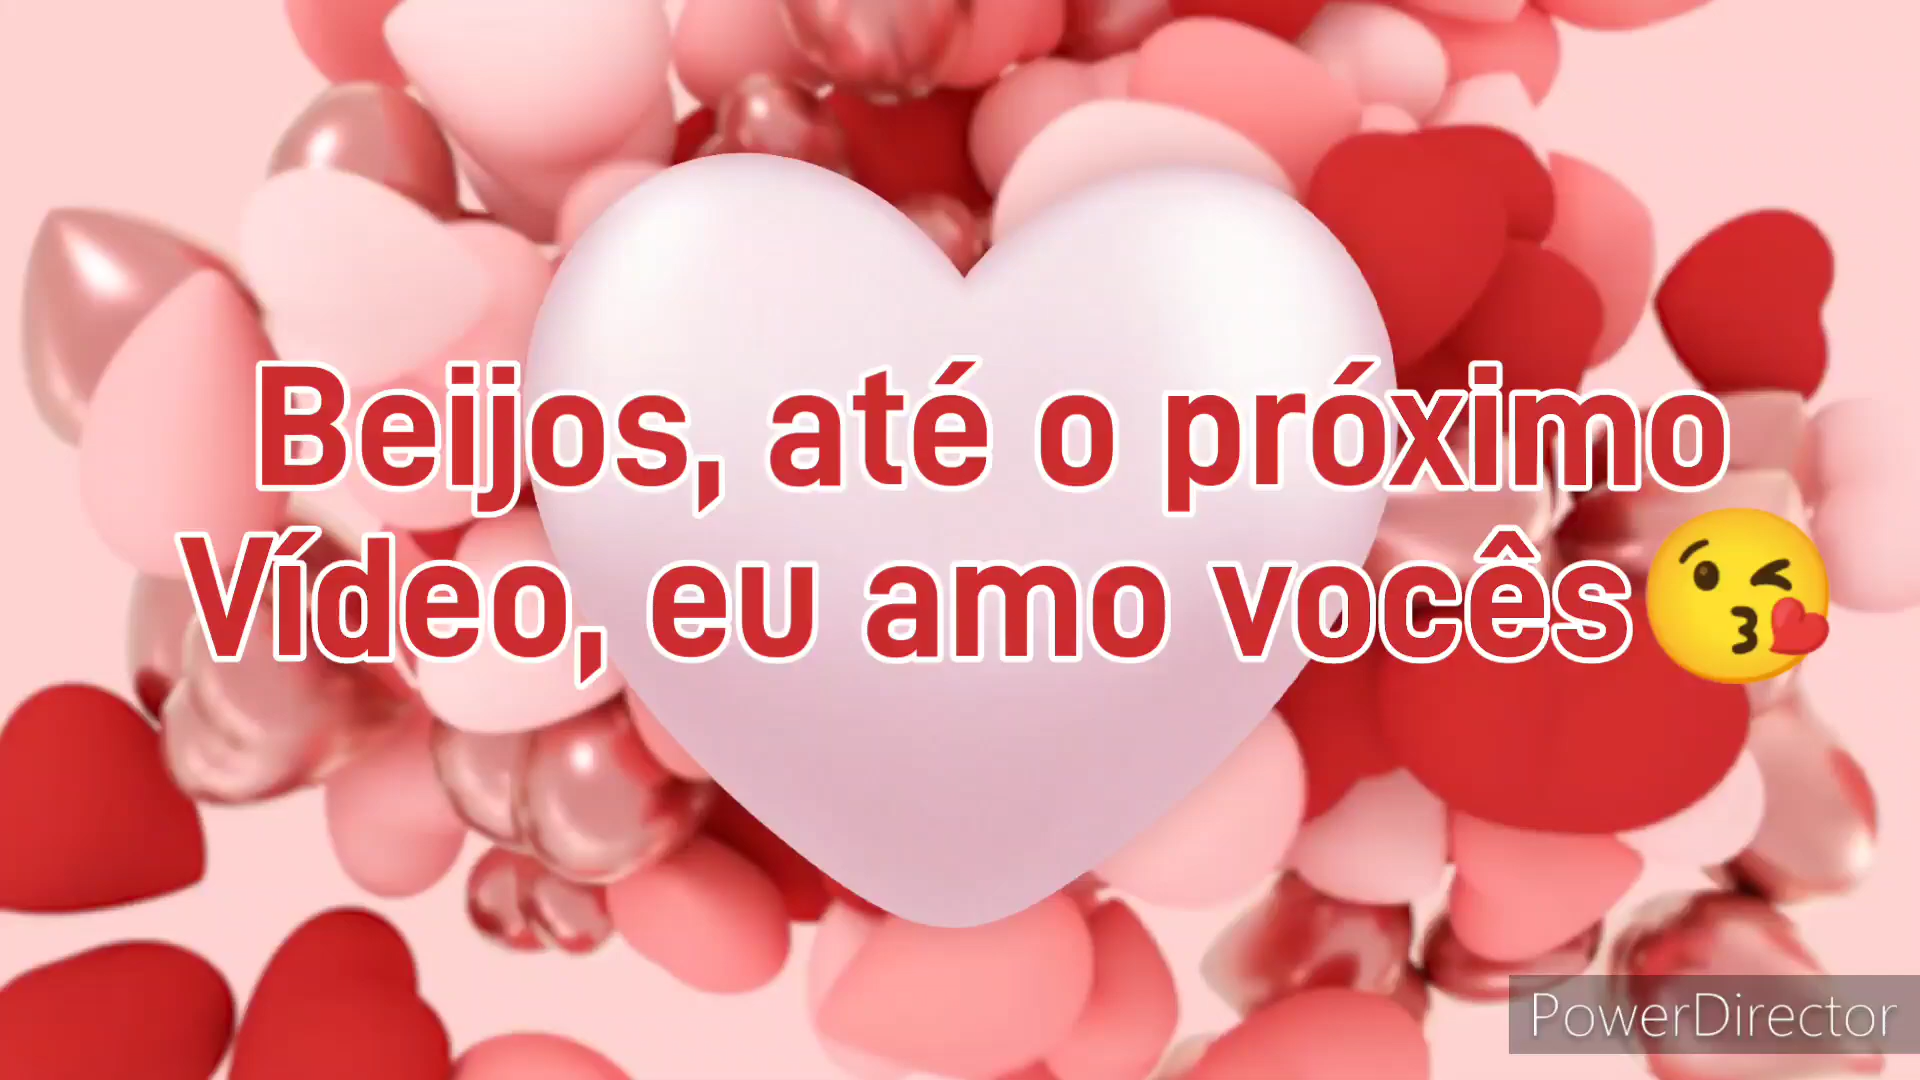 Beijos, até o próximo
Vídeo, eu amo vocês😘
PowerDirector